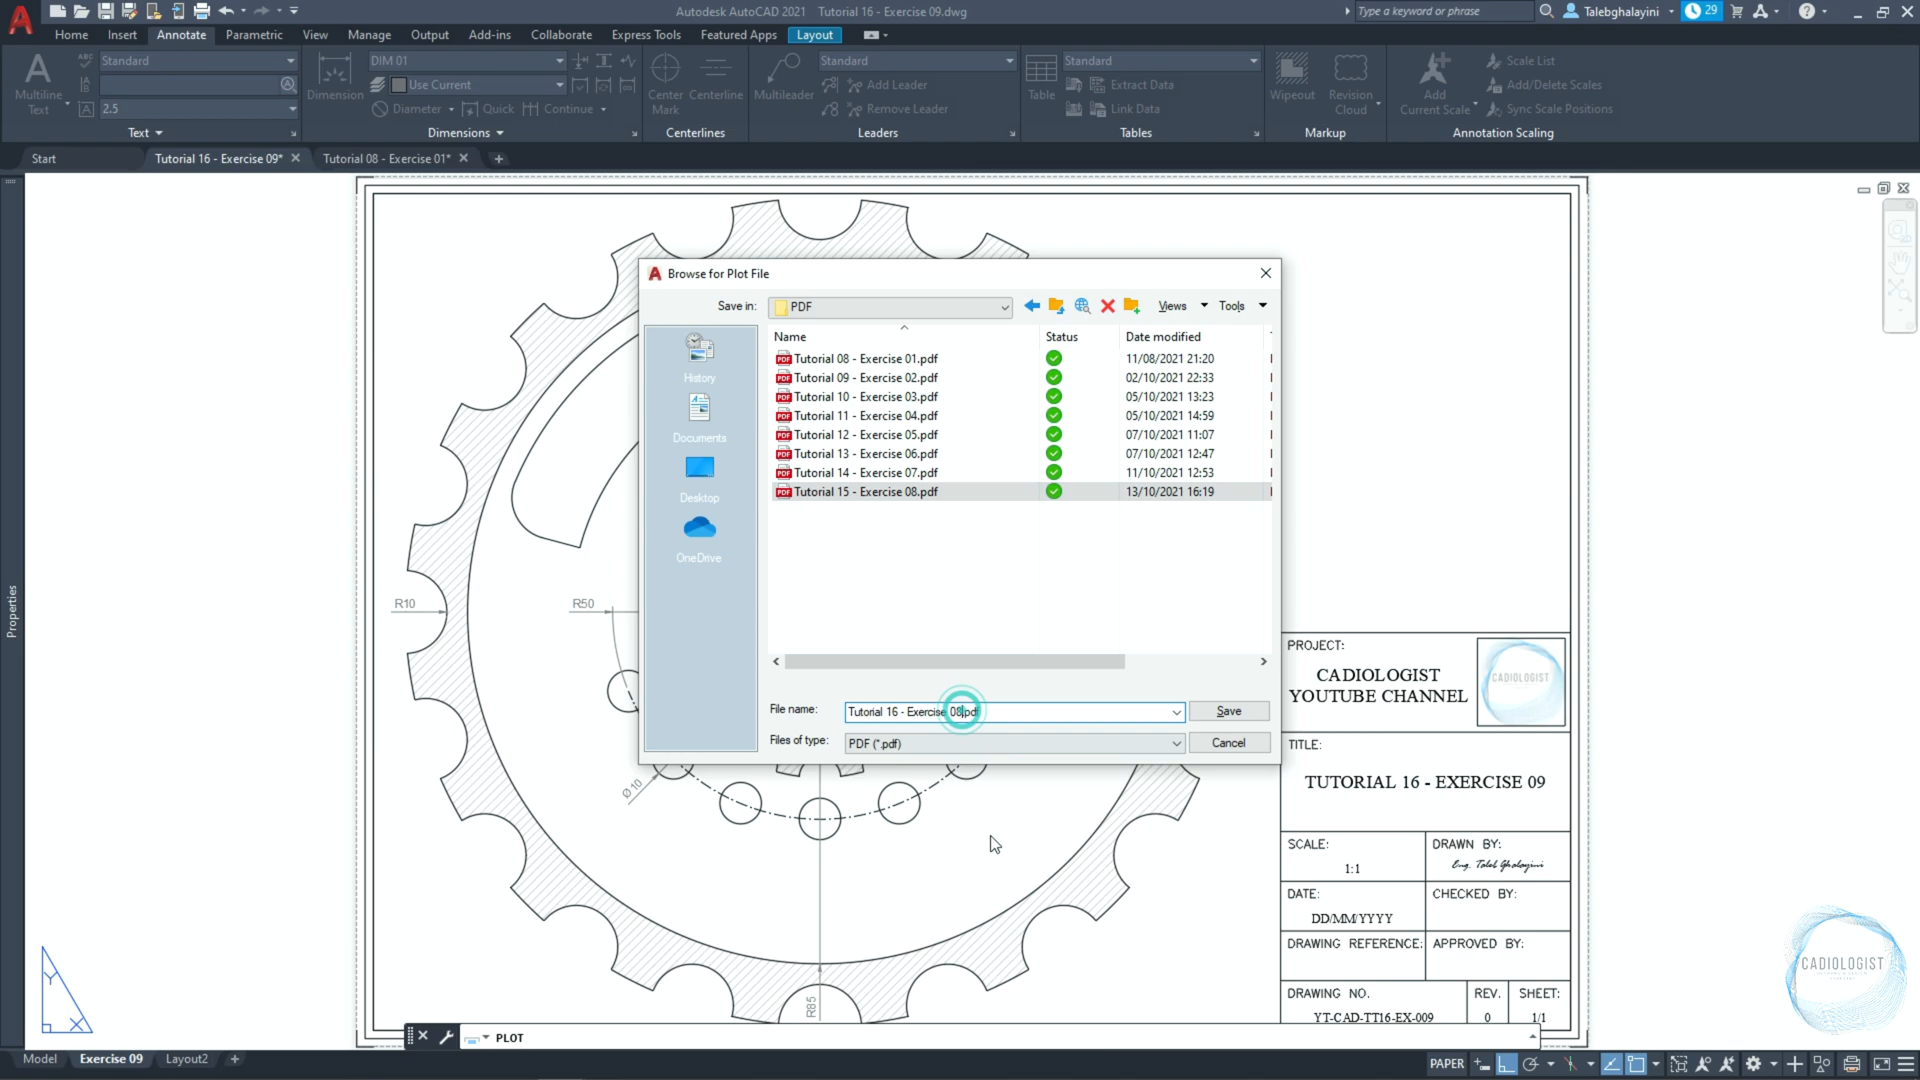 Autodesk AutoCAD 2021 Tutorial 16 - Exercise 09.dwg
Type a keyword or phrase
Talebghalayini
29
Home Insert Annotate Parametric View Manage Output Add-ins Collaborate Express Tools Featured Apps Layout
Multiline Text
ABC Standard
2.5
Text
Dimension
DIM 01
Use Current
Diameter Quick Continue
Dimensions
Center Mark
Centerline
Centerlines
Multileader
Standard
Add Leader
Remove Leader
Leaders
Table
Standard
Extract Data
Link Data
Tables
Wipeout
Revision Cloud
Markup
Add Current Scale
Scale List
Add/Delete Scales
Sync Scale Positions
Annotation Scaling
Start
Tutorial 16 - Exercise 09*
Tutorial 08 - Exercise 01*
Properties
Browse for Plot File
Save in: PDF
Views Tools
History
Documents
Desktop
OneDrive
Name Status Date modified
PDF Tutorial 08 - Exercise 01.pdf 11/08/2021 21:20
PDF Tutorial 09 - Exercise 02.pdf 02/10/2021 22:33
PDF Tutorial 10 - Exercise 03.pdf 05/10/2021 13:23
PDF Tutorial 11 - Exercise 04.pdf 05/10/2021 14:59
PDF Tutorial 12 - Exercise 05.pdf 07/10/2021 11:07
PDF Tutorial 13 - Exercise 06.pdf 07/10/2021 12:47
PDF Tutorial 14 - Exercise 07.pdf 11/10/2021 12:53
PDF Tutorial 15 - Exercise 08.pdf 13/10/2021 16:19
File name: Tutorial 16 - Exercise 08.pdf Save
Files of type: PDF (*.pdf) Cancel
R10
R50
Ø10
R85
PROJECT:
CADIOLOGIST
YOUTUBE CHANNEL
CADIOLOGIST
TITLE:
TUTORIAL 16 - EXERCISE 09
SCALE:
1:1
DRAWN BY:
Eng. Taleb Ghalayini
DATE:
DD/MM/YYYY
CHECKED BY:
DRAWING REFERENCE:
APPROVED BY:
DRAWING NO.
YT-CAD-TT16-EX-009
REV.
0
SHEET:
1/1
CADIOLOGIST
Y
X
PLOT
Model Exercise 09 Layout2
PAPER